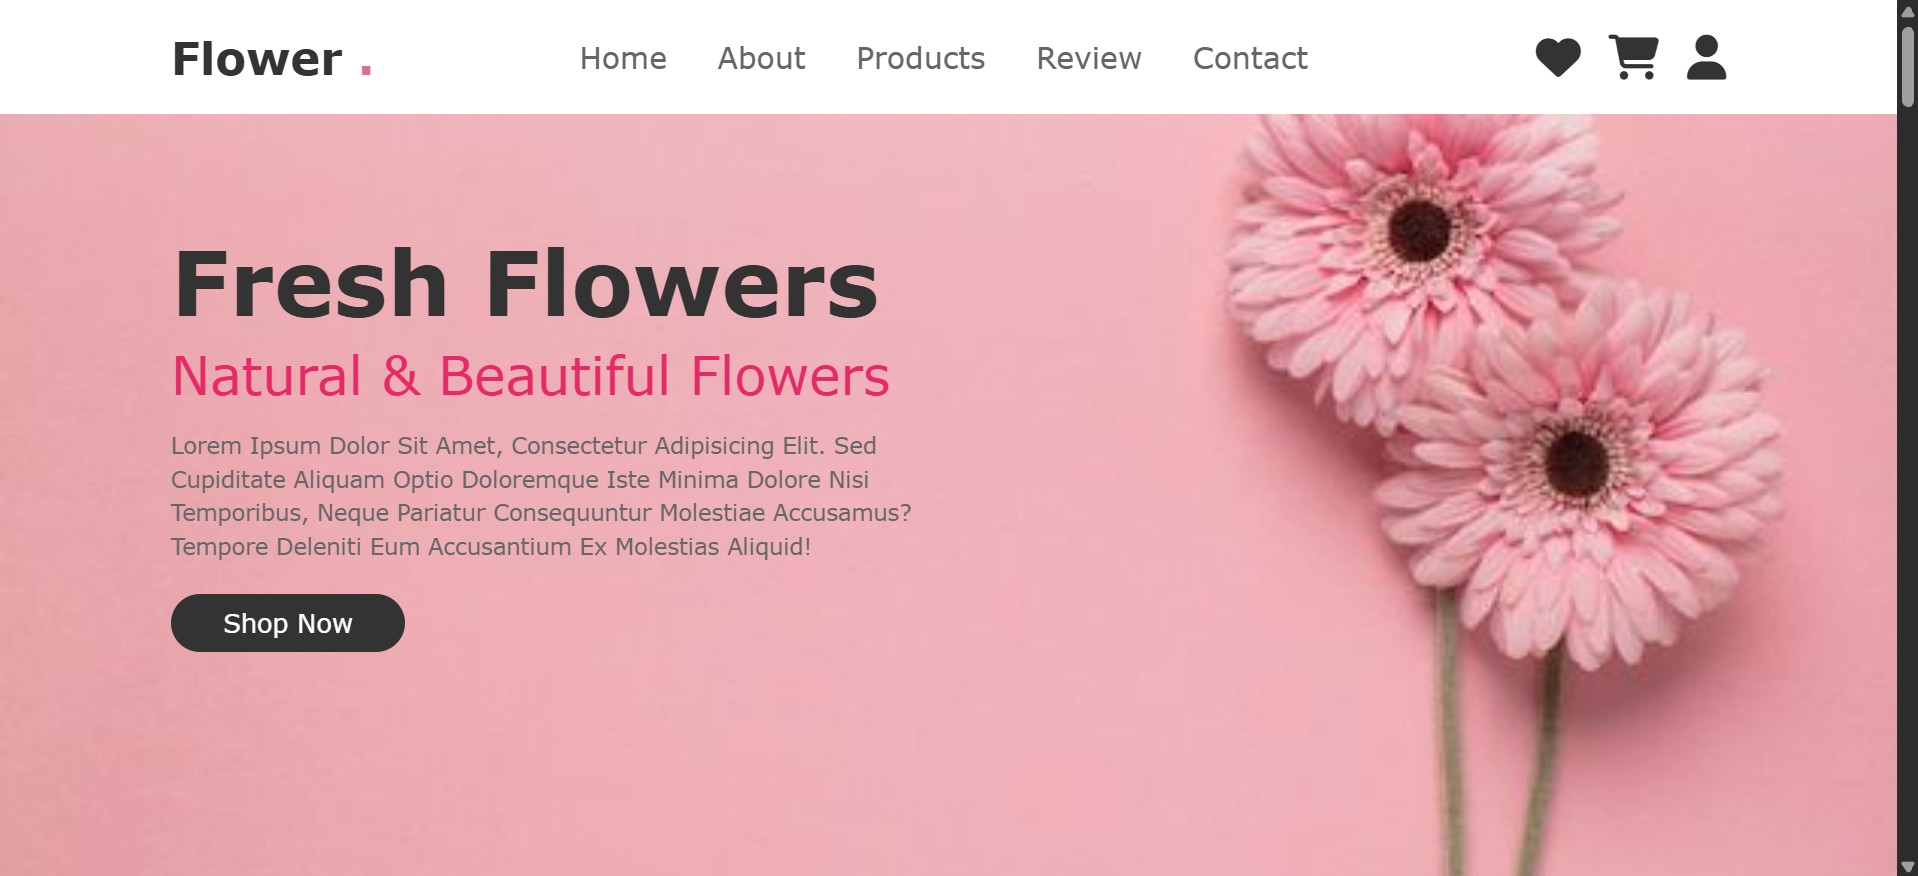 Flower .
Home About Products Review Contact
Fresh Flowers
Natural & Beautiful Flowers
Lorem Ipsum Dolor Sit Amet, Consectetur Adipisicing Elit. Sed
Cupiditate Aliquam Optio Doloremque Iste Minima Dolore Nisi
Temporibus, Neque Pariatur Consequuntur Molestiae Accusamus?
Tempore Deleniti Eum Accusantium Ex Molestias Aliquid!
Shop Now